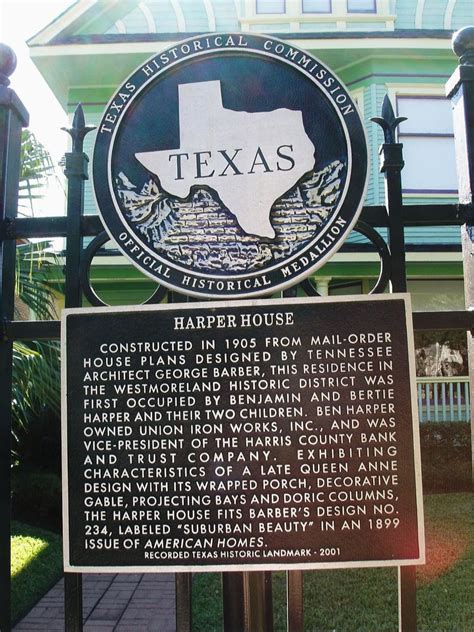 TEXAS HISTORICAL COMMISSION
TEXAS
OFFICIAL HISTORICAL MEDALLION
HARPER HOUSE
CONSTRUCTED IN 1905 FROM MAIL-ORDER
HOUSE PLANS DESIGNED BY TENNESSEE
ARCHITECT GEORGE BARBER, THIS RESIDENCE IN
THE WESTMORELAND HISTORIC DISTRICT WAS
FIRST OCCUPIED BY BENJAMIN AND BERTIE
HARPER AND THEIR TWO CHILDREN. BEN HARPER
OWNED UNION IRON WORKS, INC., AND WAS
VICE-PRESIDENT OF THE HARRIS COUNTY BANK
AND TRUST COMPANY. EXHIBITING
CHARACTERISTICS OF A LATE QUEEN ANNE
DESIGN WITH ITS WRAPPED PORCH, DECORATIVE
GABLE, PROJECTING BAYS AND DORIC COLUMNS,
THE HARPER HOUSE FITS BARBER'S DESIGN NO.
234, LABELED "SUBURBAN BEAUTY" IN AN 1899
ISSUE OF AMERICAN HOMES.
RECORDED TEXAS HISTORIC LANDMARK - 2001